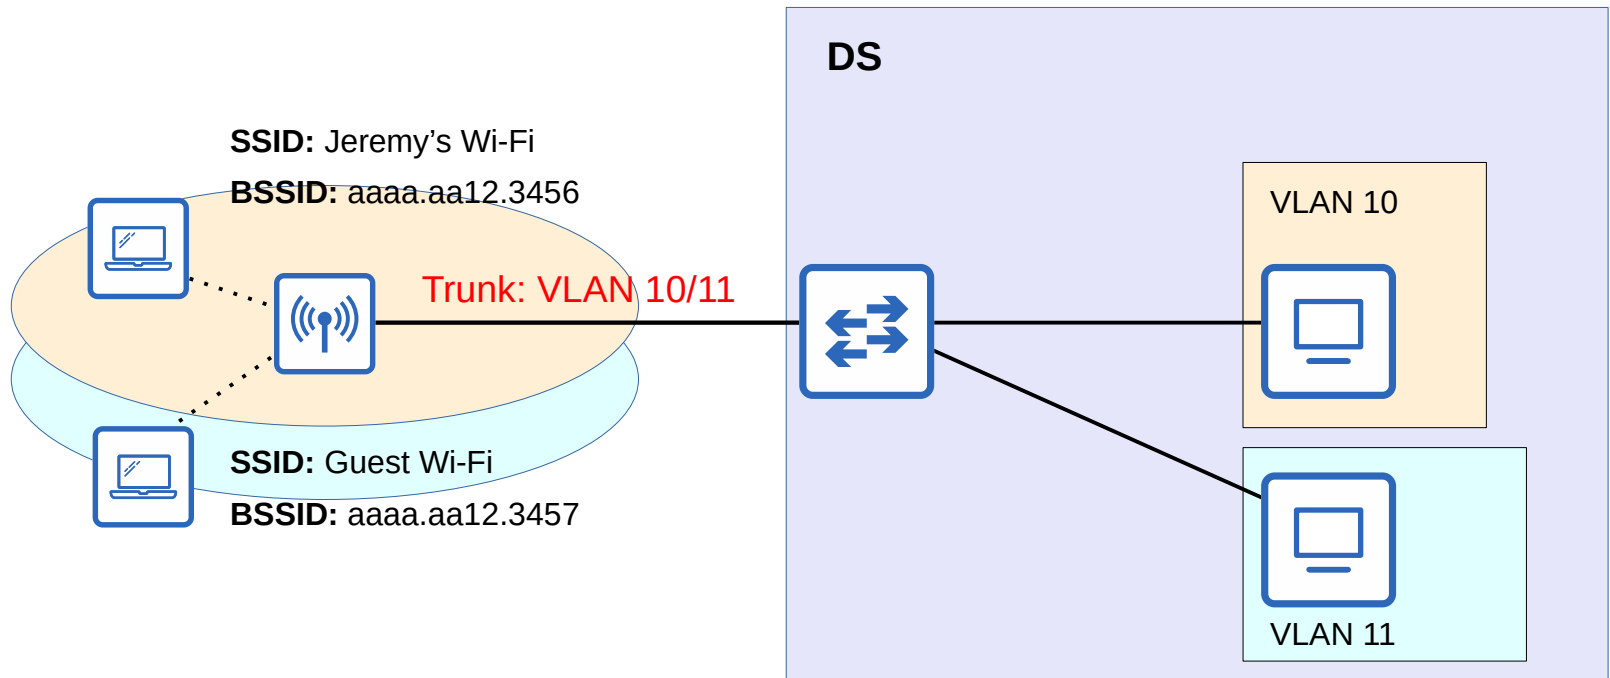 DS
SSID: Jeremy’s Wi-Fi
BSSID: aaaa.aa12.3456
VLAN 10
Trunk: VLAN 10/11
SSID: Guest Wi-Fi
BSSID: aaaa.aa12.3457
VLAN 11